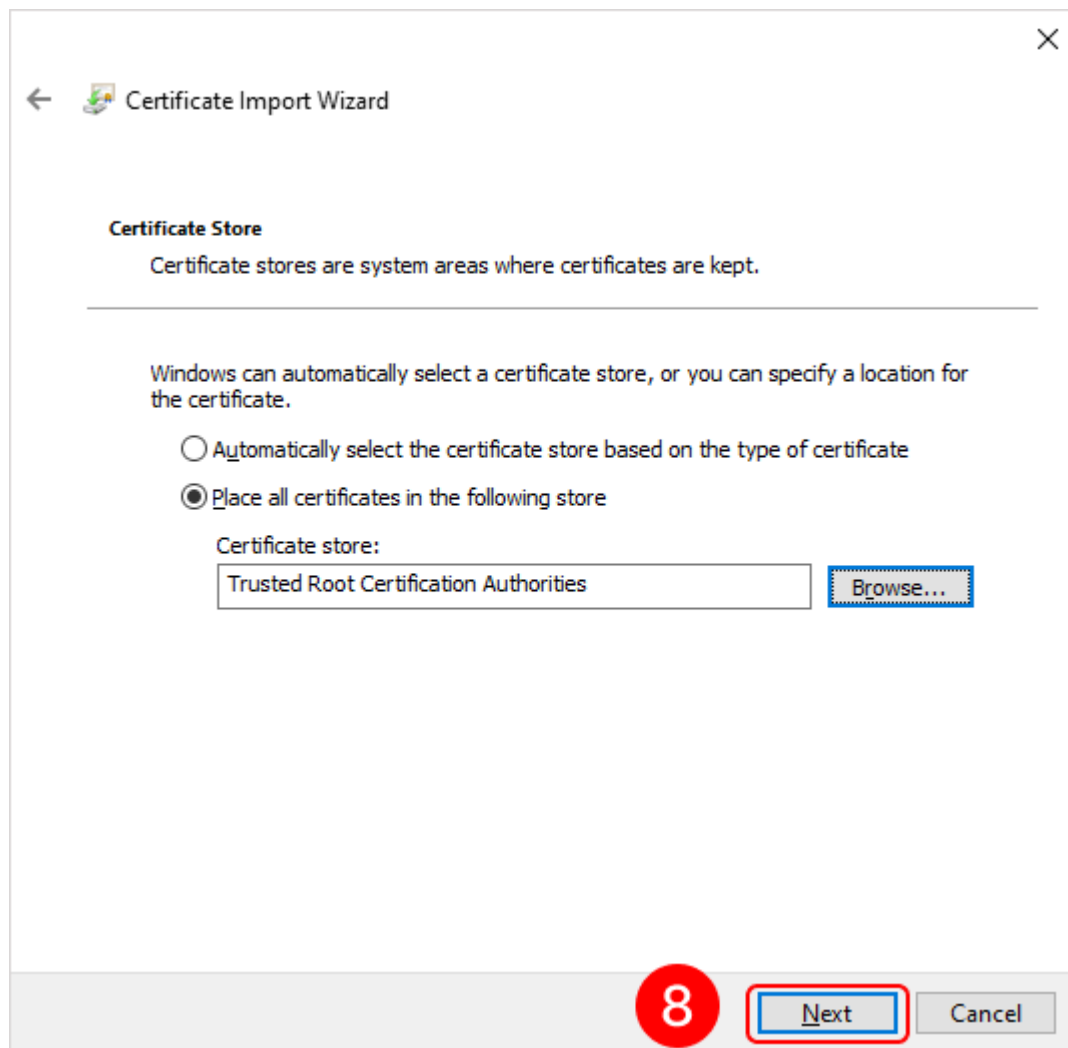 Certificate Import Wizard
Certificate Store
Certificate stores are system areas where certificates are kept.
Windows can automatically select a certificate store, or you can specify a location for
the certificate.
Automatically select the certificate store based on the type of certificate
Place all certificates in the following store
Certificate store:
Trusted Root Certification Authorities
Browse...
8
Next
Cancel